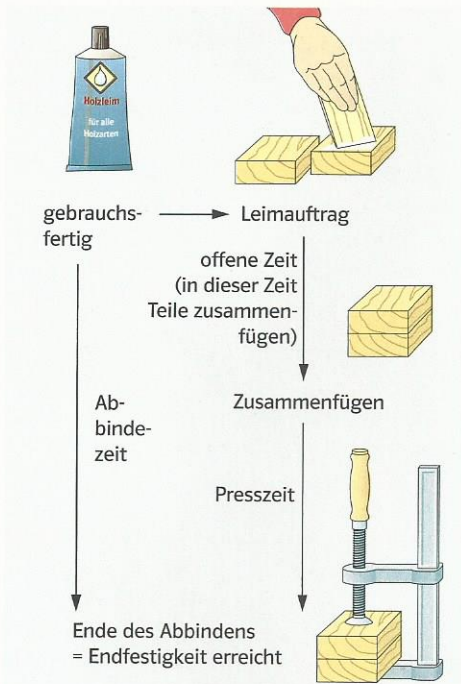 Holzleim
für alle
Holzarten
gebrauchs-
fertig
Leimauftrag
offene Zeit
(in dieser Zeit
Teile zusammen-
fügen)
Ab-
binde-
zeit
Zusammenfügen
Presszeit
Ende des Abbindens
= Endfestigkeit erreicht